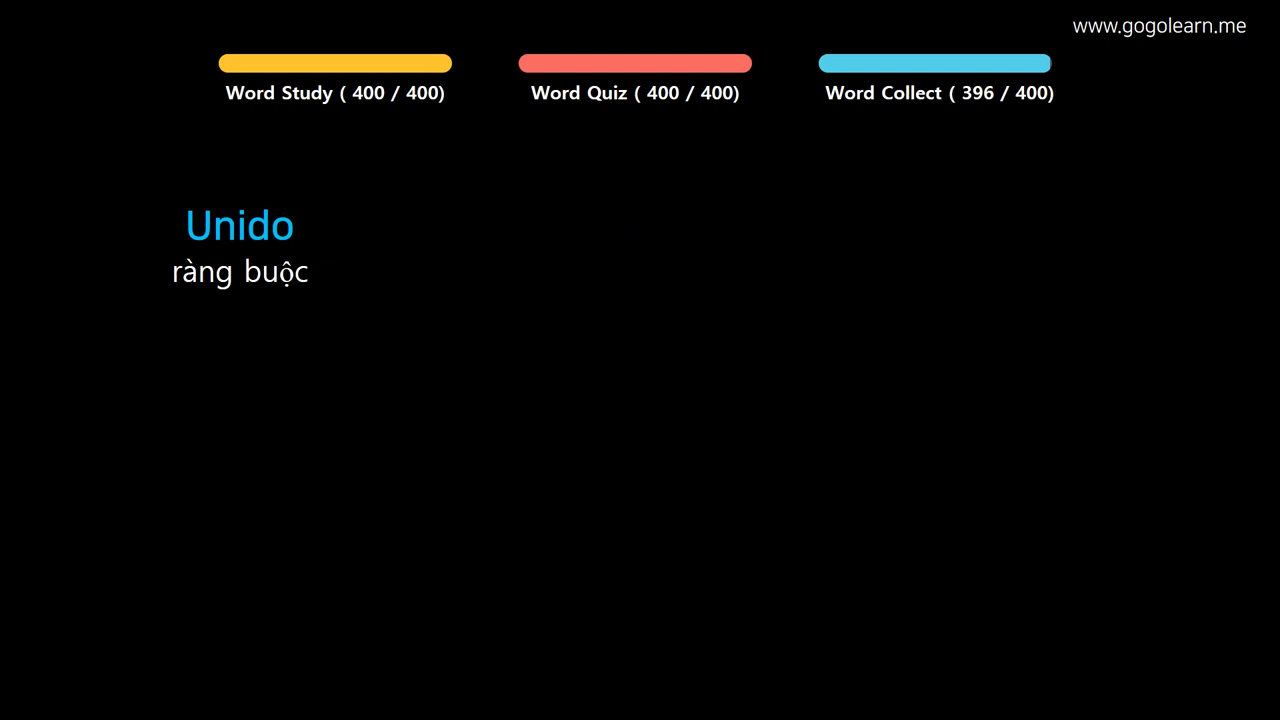 www.gogolearn.me
Word Study ( 400 / 400)
Word Quiz ( 400 / 400)
Word Collect ( 396 / 400)
Unido
ràng buộc